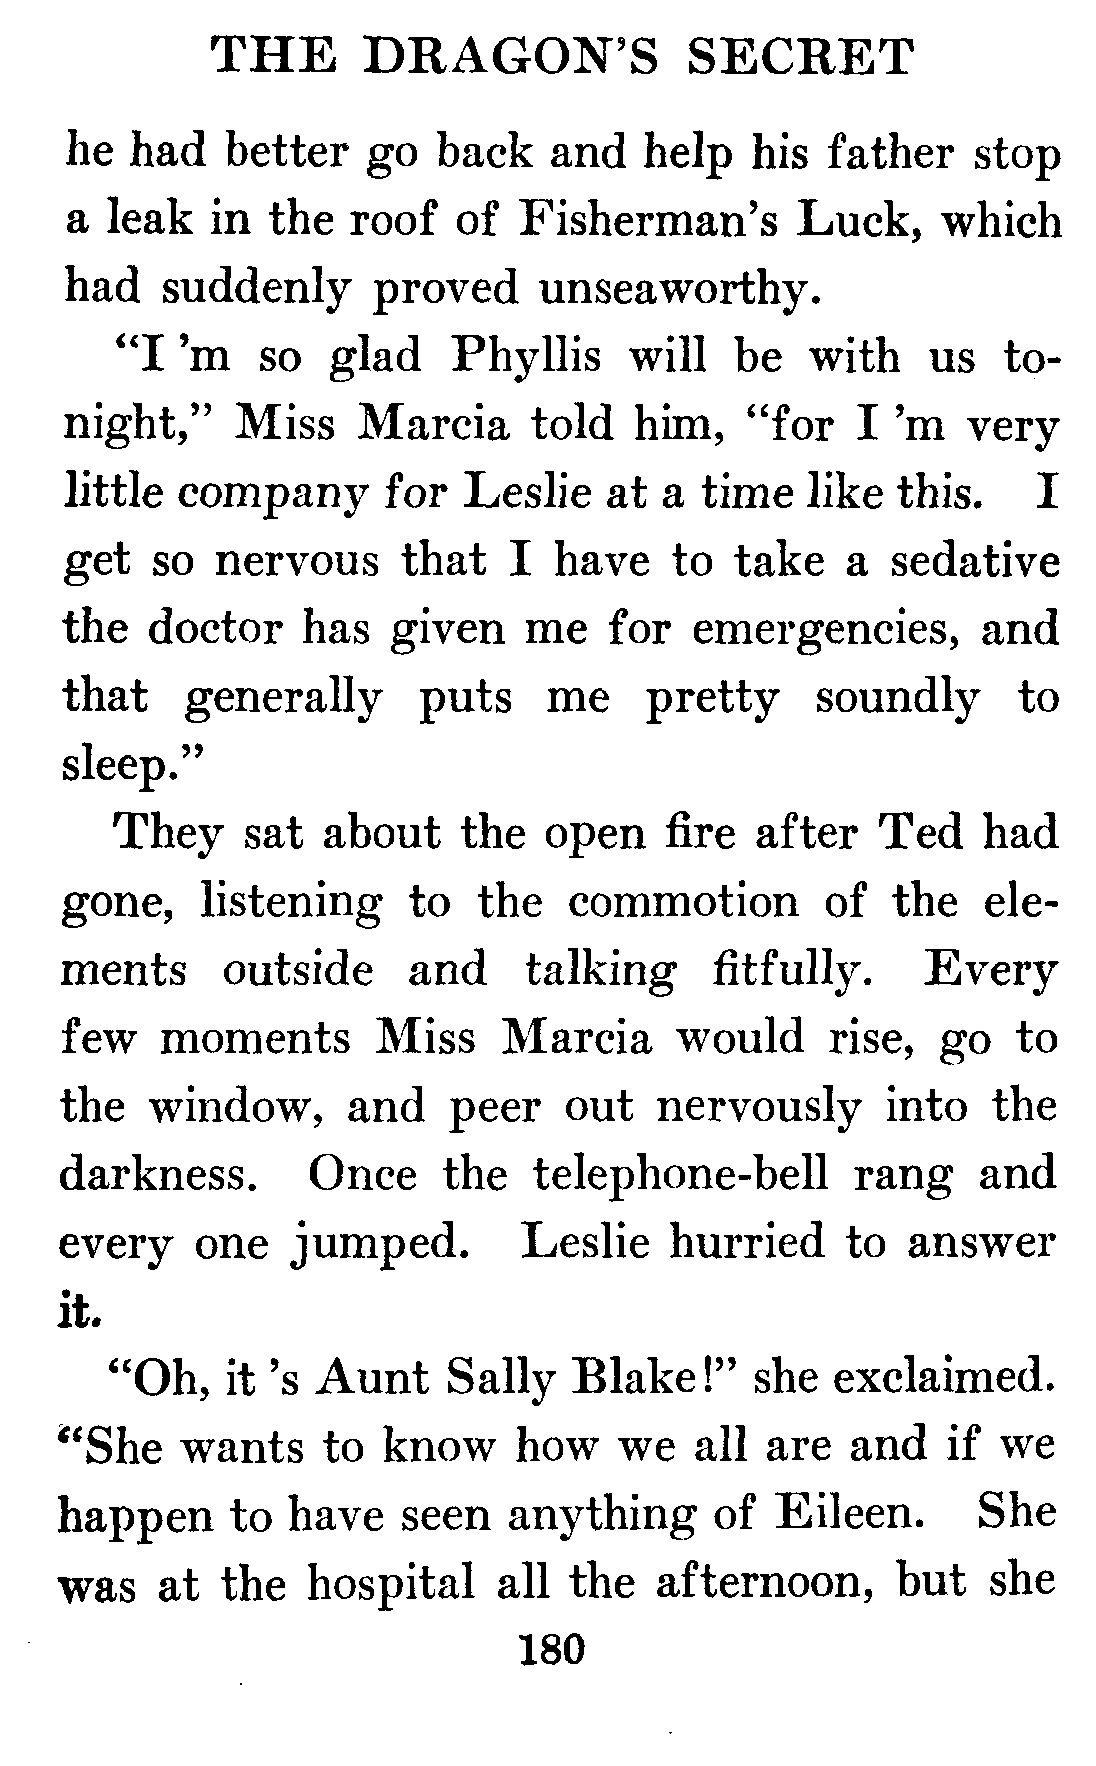 THE DRAGON'S SECRET
he had better go back and help his father stop
a leak in the roof of Fisherman's Luck, which
had suddenly proved unseaworthy.
“I 'm so glad Phyllis will be with us to-
night,” Miss Marcia told him, “for I 'm very
little company for Leslie at a time like this. I
get so nervous that I have to take a sedative
the doctor has given me for emergencies, and
that generally puts me pretty soundly to
sleep.”
They sat about the open fire after Ted had
gone, listening to the commotion of the ele-
ments outside and talking fitfully. Every
few moments Miss Marcia would rise, go to
the window, and peer out nervously into the
darkness. Once the telephone-bell rang and
every one jumped. Leslie hurried to answer
it.
“Oh, it 's Aunt Sally Blake!” she exclaimed.
“She wants to know how we all are and if we
happen to have seen anything of Eileen. She
was at the hospital all the afternoon, but she
180